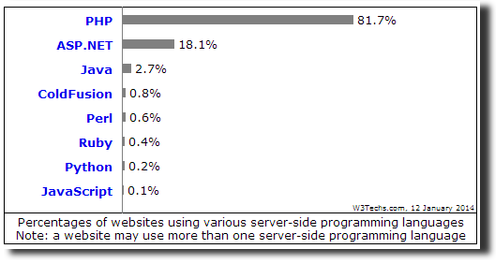 PHP 81.7%
ASP.NET 18.1%
Java 2.7%
ColdFusion 0.8%
Perl 0.6%
Ruby 0.4%
Python 0.2%
JavaScript 0.1%
W3Techs.com, 12 January 2014
Percentages of websites using various server-side programming languages
Note: a website may use more than one server-side programming language